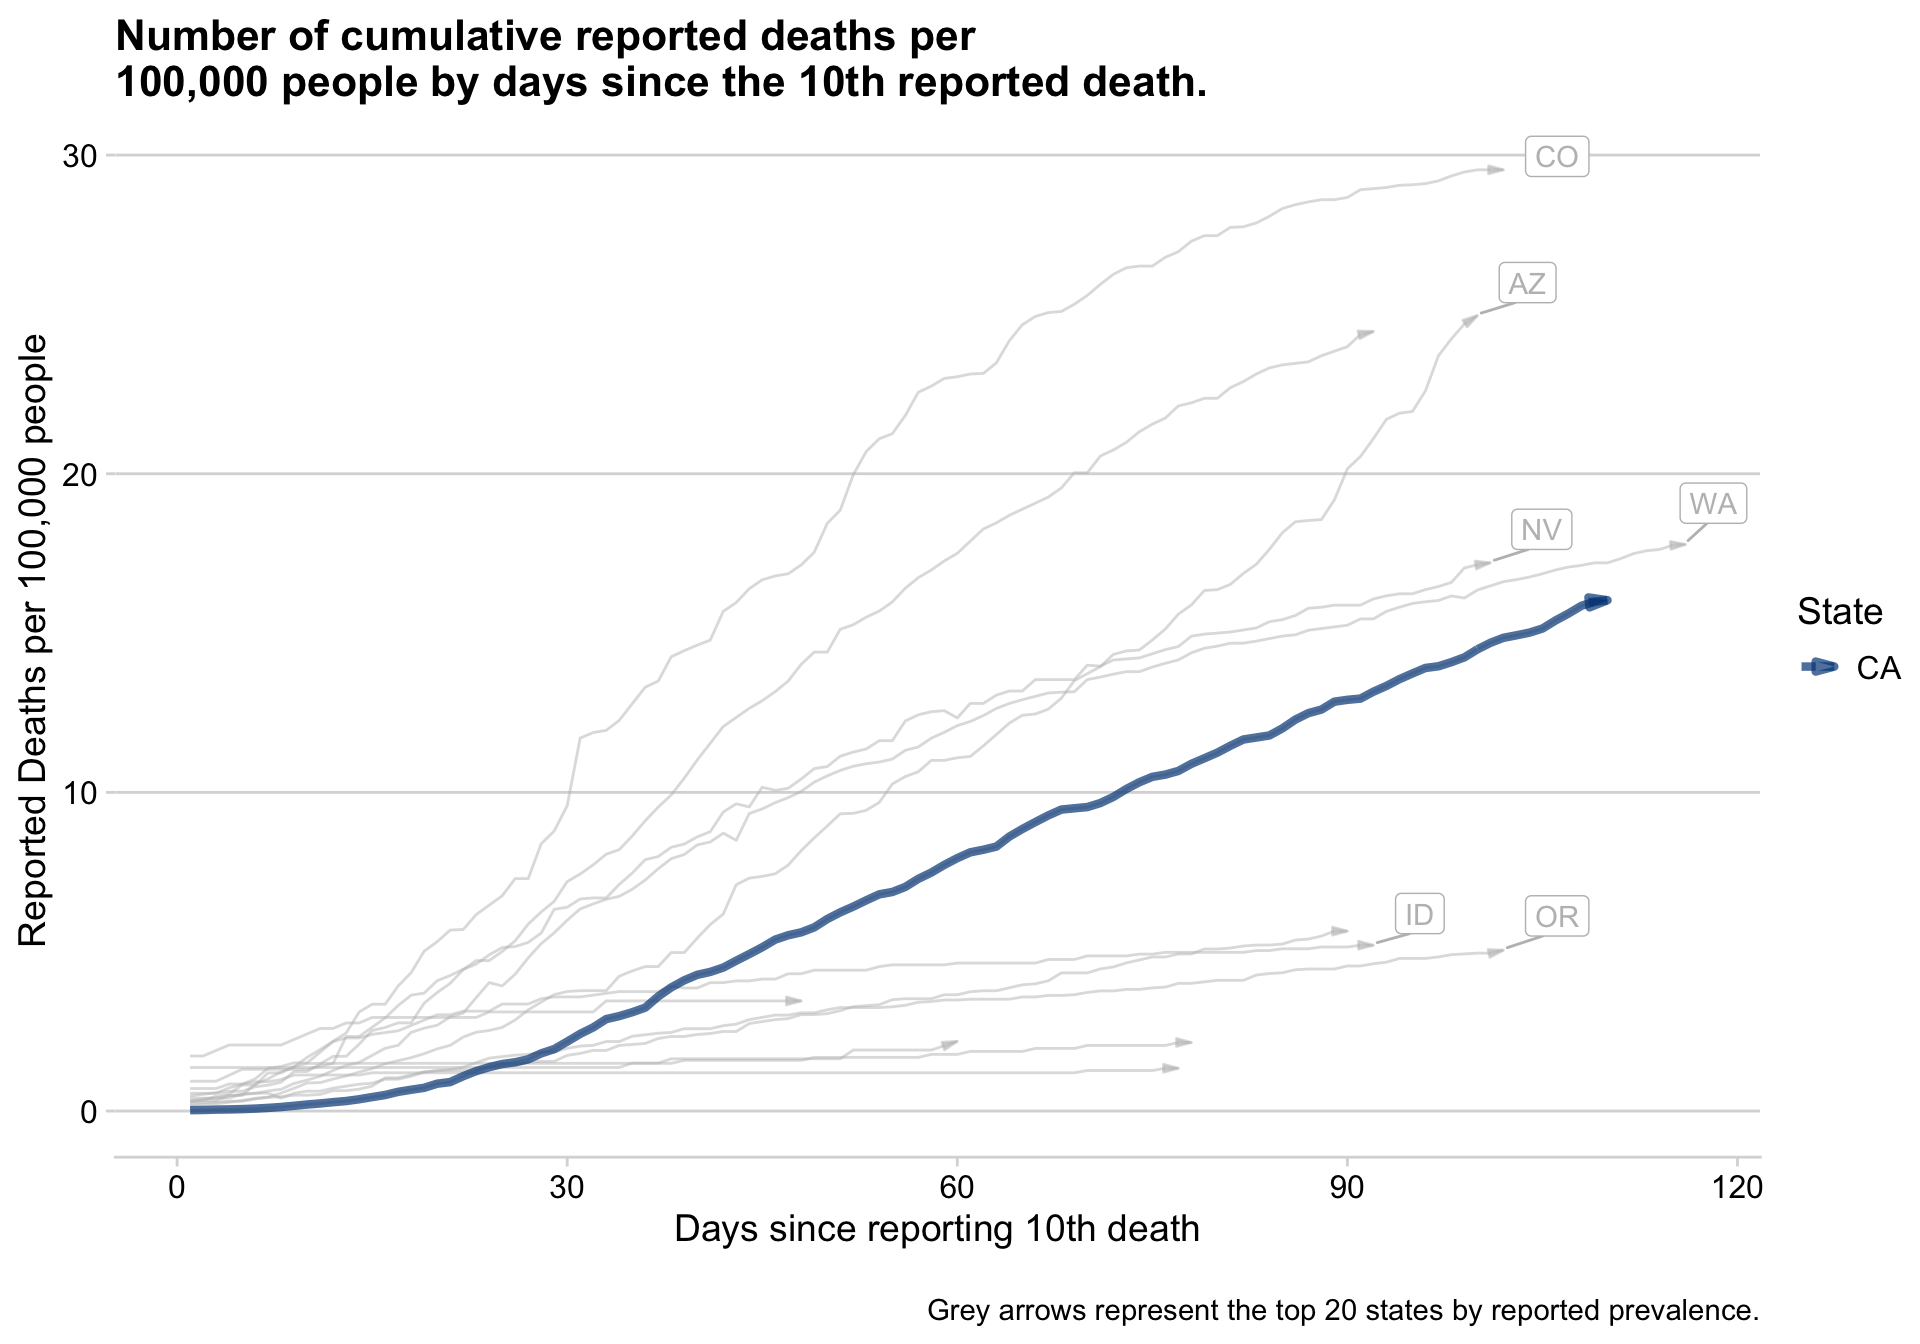 Number of cumulative reported deaths per
100,000 people by days since the 10th reported death.
Reported Deaths per 100,000 people
30
20
10
0
CO
AZ
WA
NV
ID
OR
State
CA
0
30
60
90
120
Days since reporting 10th death
Grey arrows represent the top 20 states by reported prevalence.